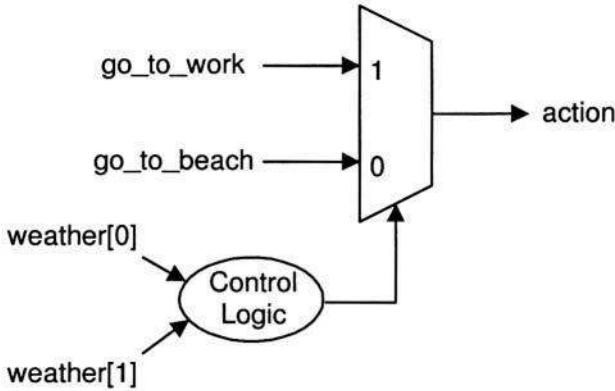 go_to_work
1
action
go_to_beach
0
weather[0]
Control
Logic
weather[1]